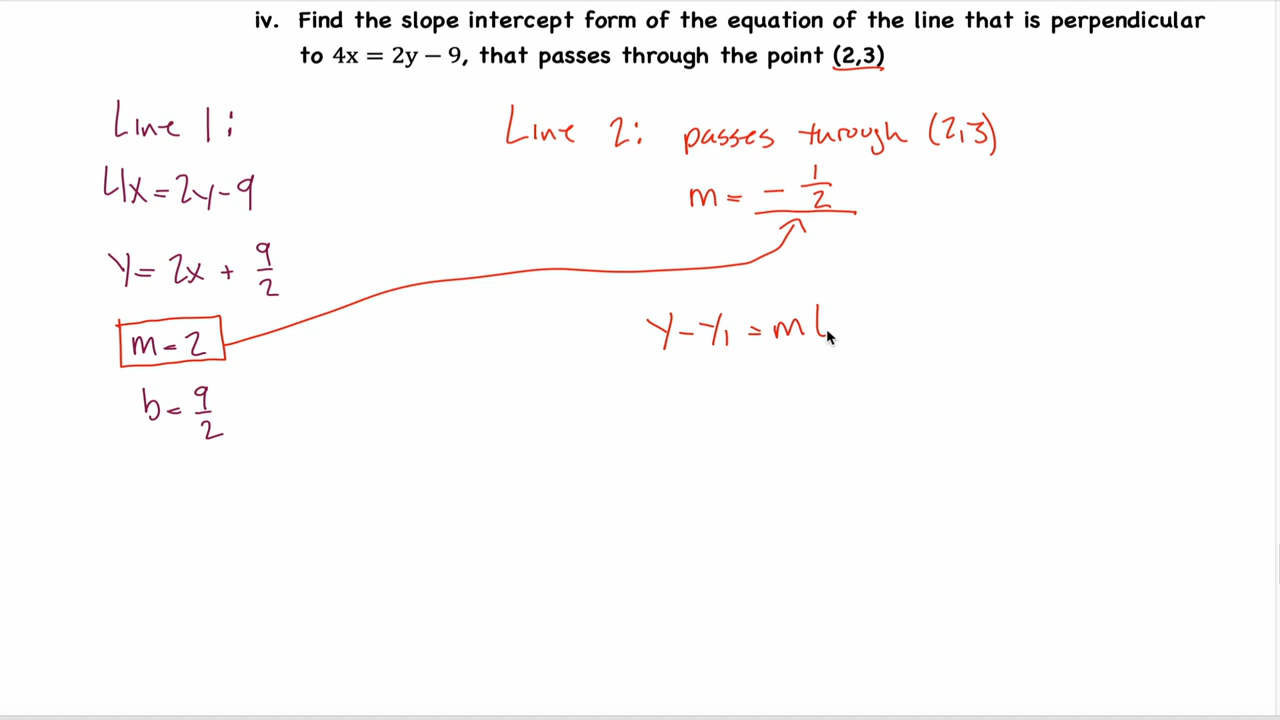 iv. Find the slope intercept form of the equation of the line that is perpendicular
to 4x = 2y − 9, that passes through the point (2,3)
Line 1:
4x = 2y - 9
y = 2x + 9/2
m = 2
b = 9/2
Line 2: passes through (2,3)
m = - 1/2
y - y₁ = m (